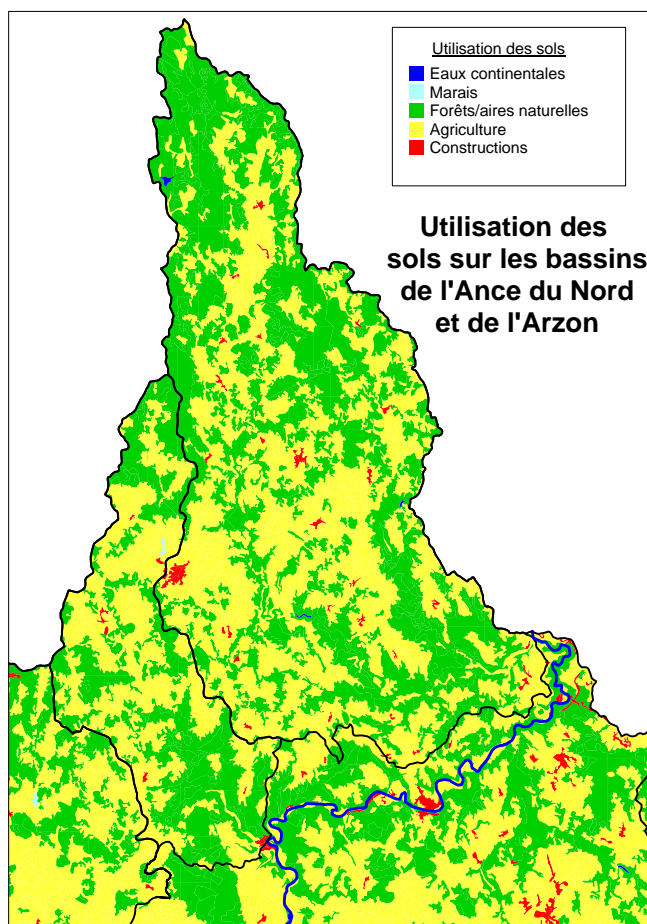 Utilisation des sols
Eaux continentales
Marais
Forêts/aires naturelles
Agriculture
Constructions
Utilisation des
sols sur les bassins
de l'Ance du Nord
et de l'Arzon